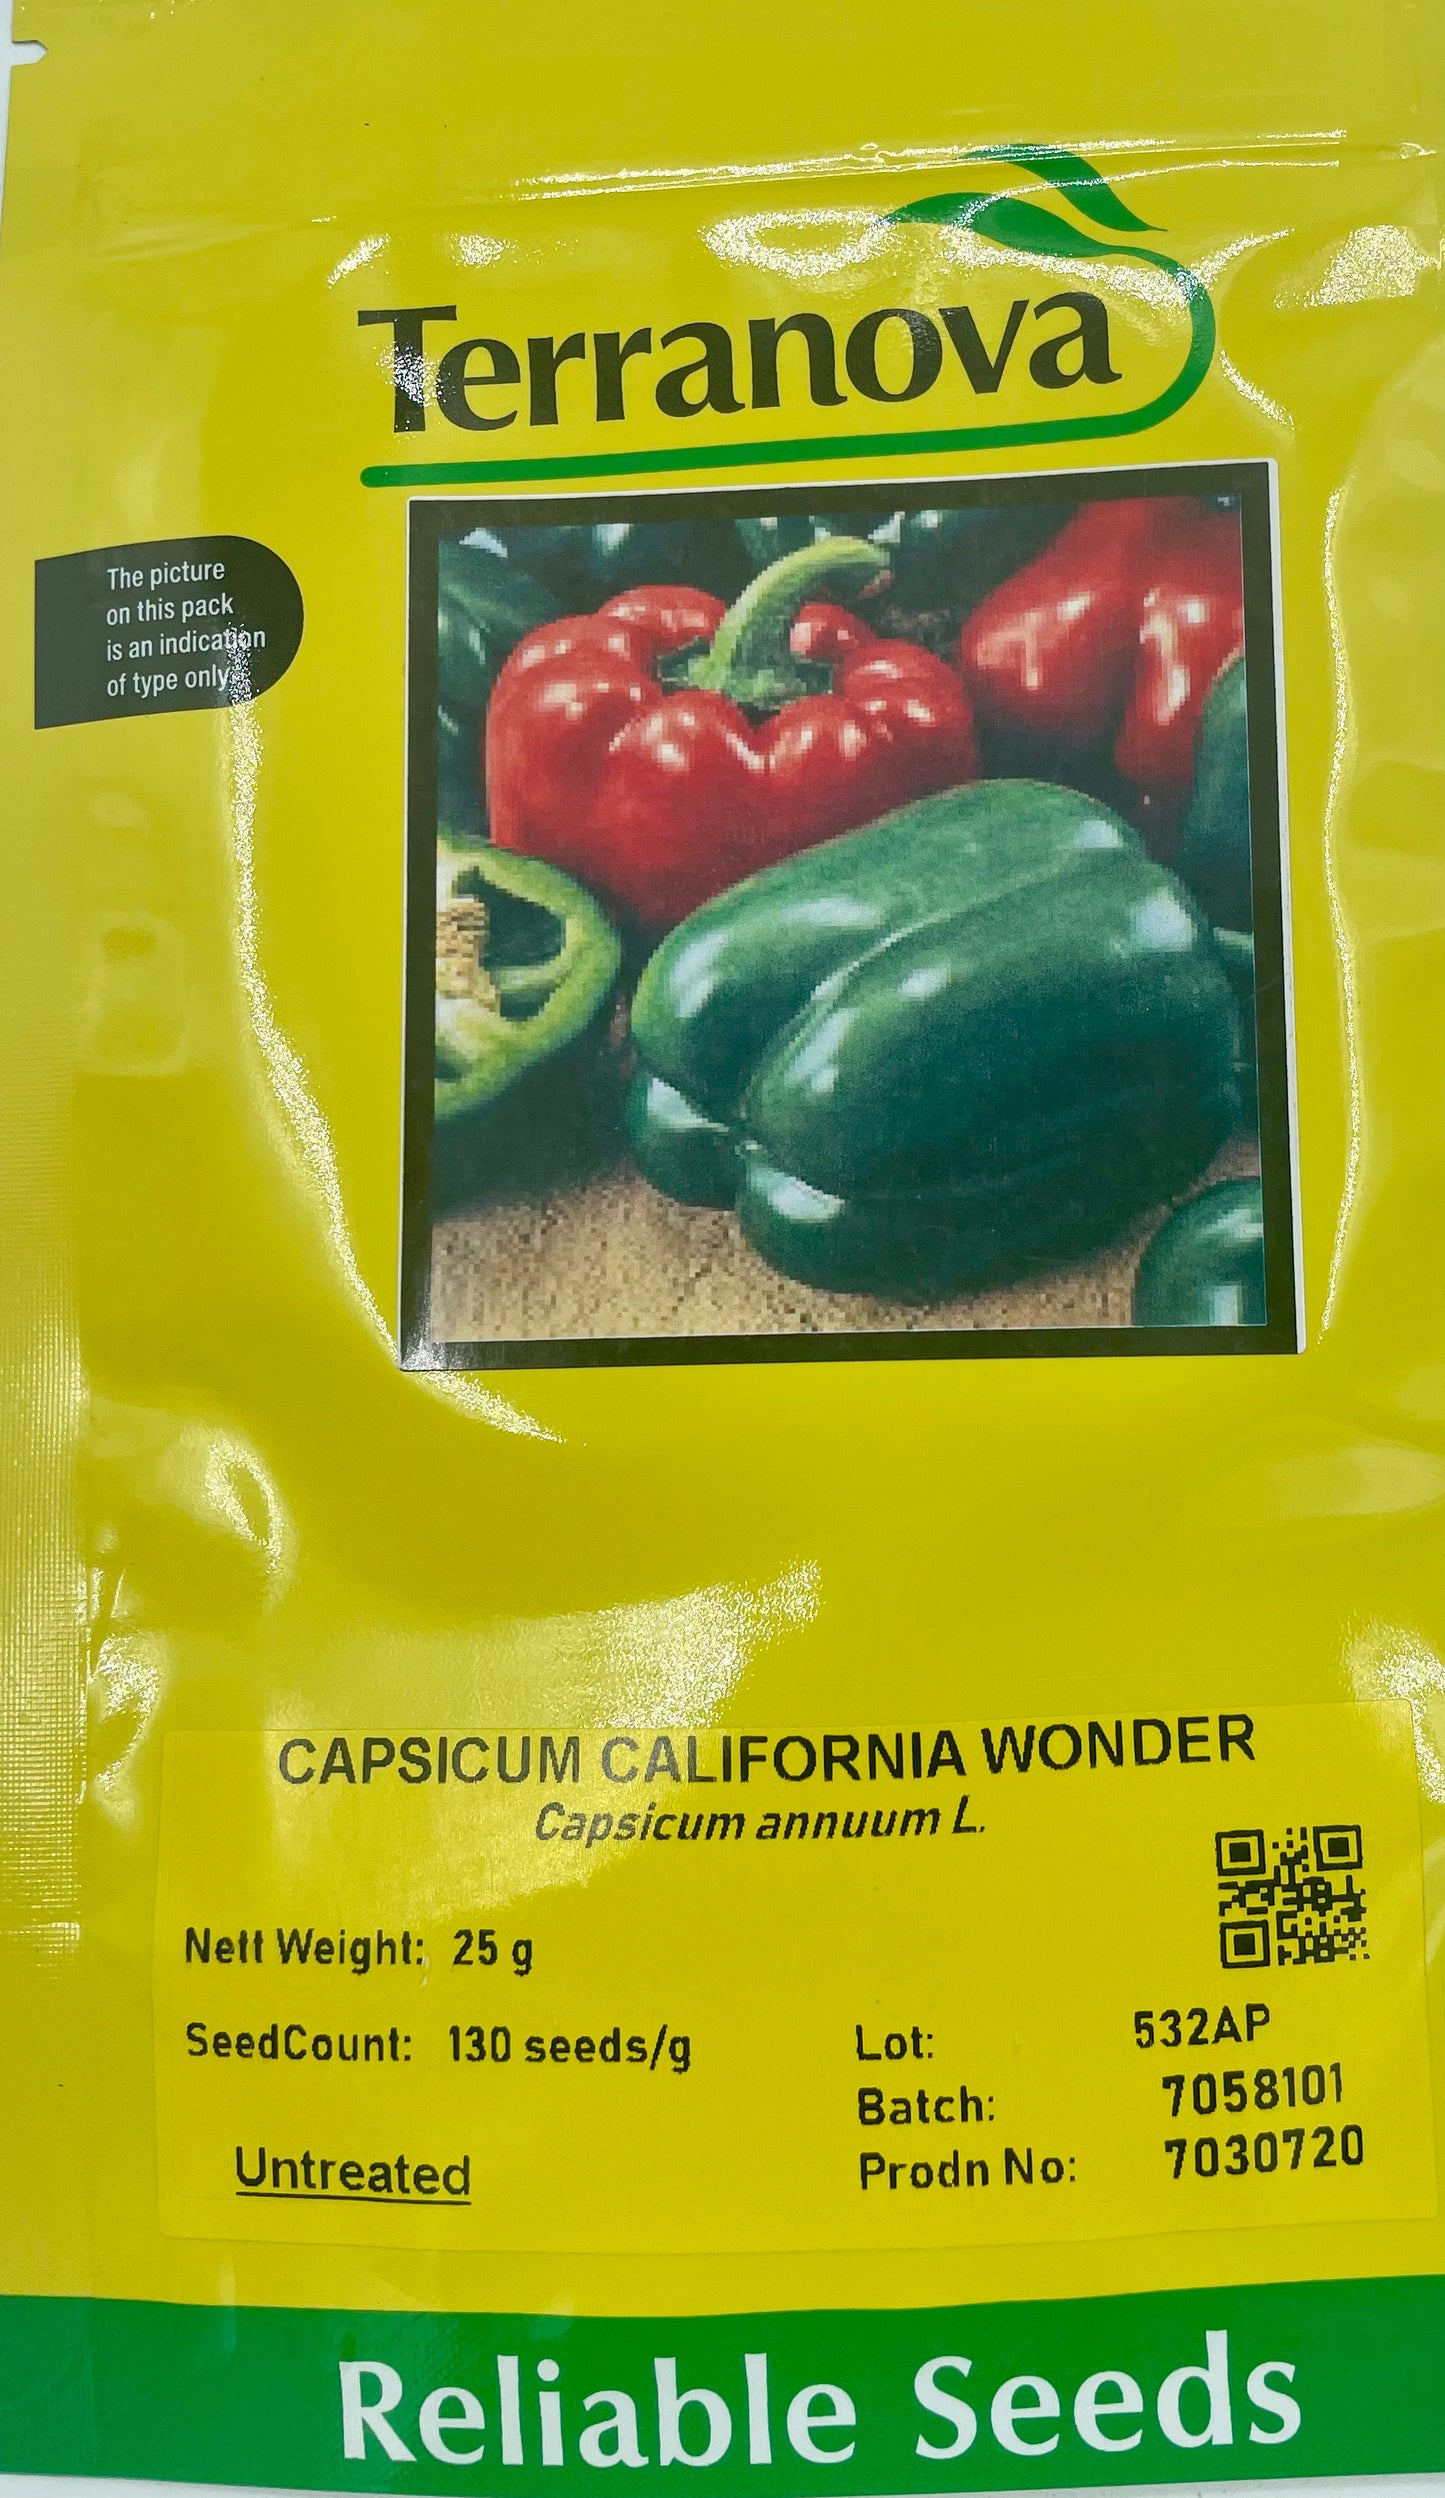 Terranova
The picture
on this pack
is an indication
of type only
CAPSICUM CALIFORNIA WONDER
Capsicum annuum L.
Nett Weight: 25 g
SeedCount: 130 seeds/g
Untreated
Lot: 532AP
Batch: 7058101
Prodn No: 7030720
Reliable Seeds